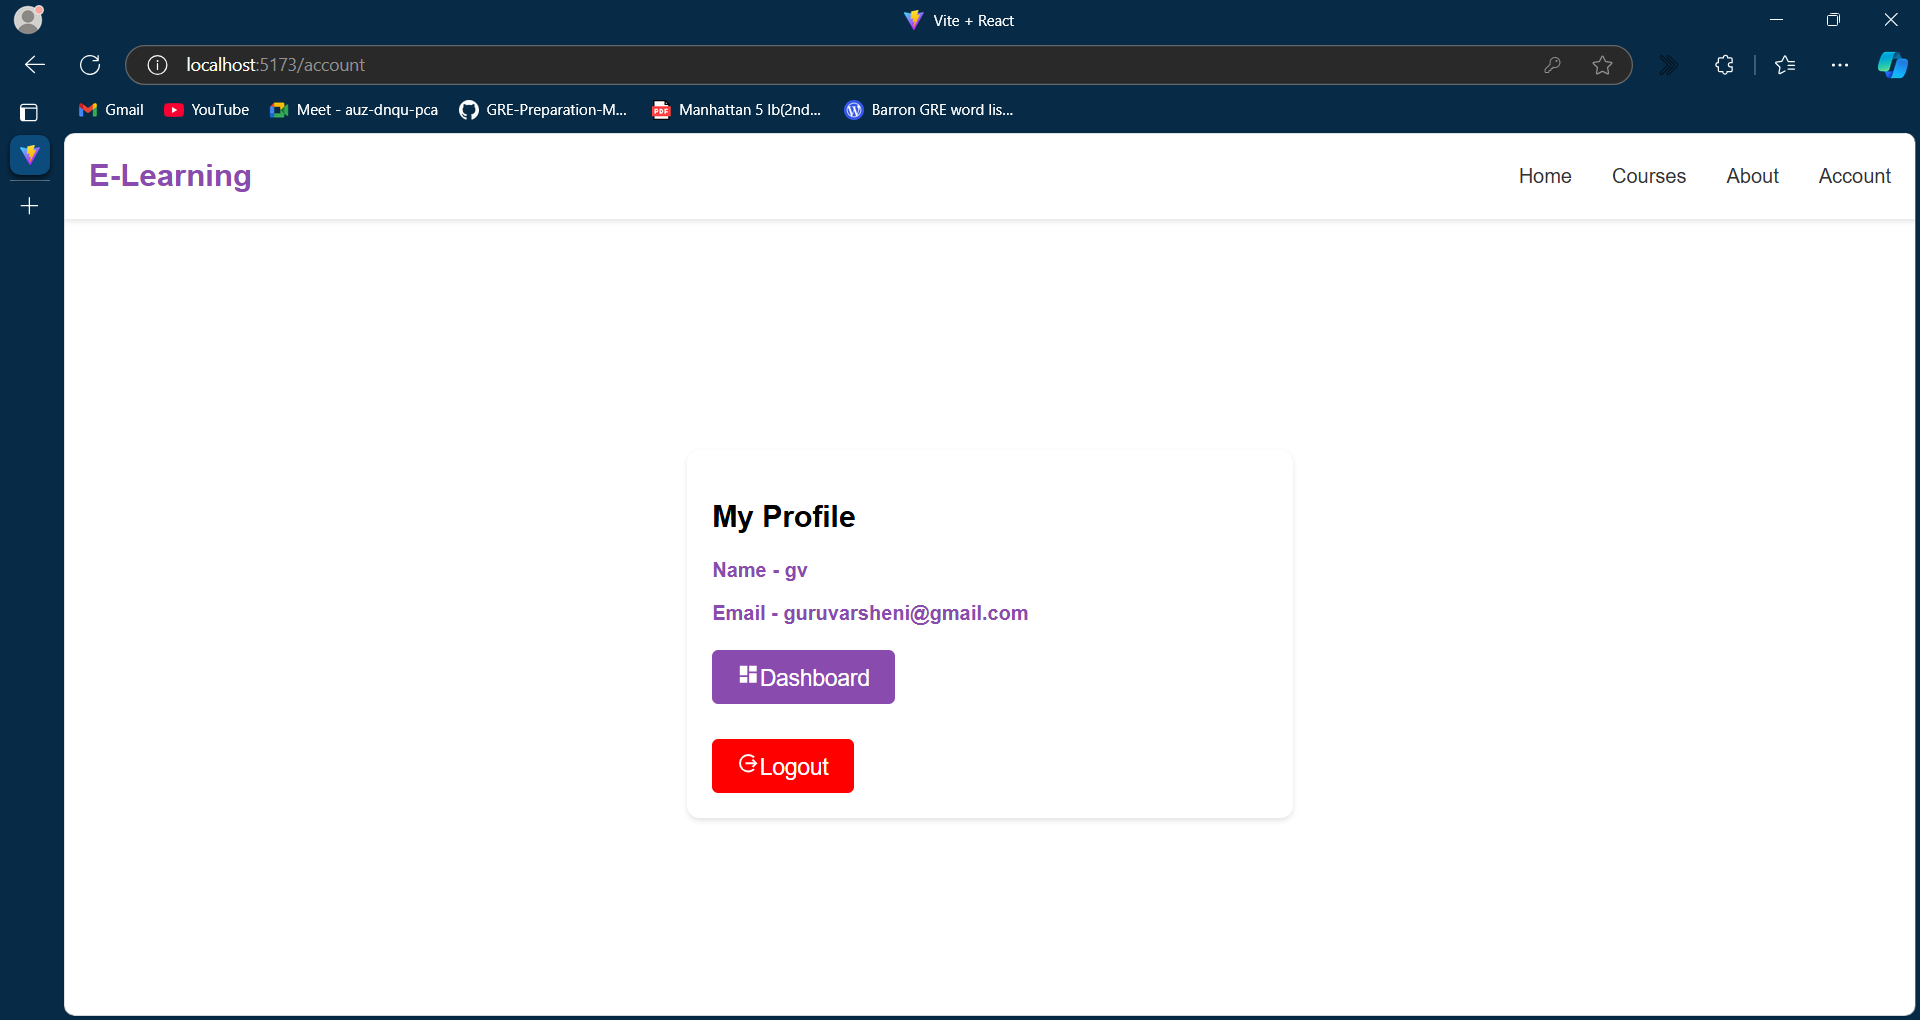 Vite + React
localhost:5173/account
Gmail YouTube Meet - auz-dnqu-pca GRE-Preparation-M... Manhattan 5 lb(2nd... Barron GRE word lis...
E-Learning Home Courses About Account
My Profile
Name - gv
Email - guruvarsheni@gmail.com
Dashboard
Logout